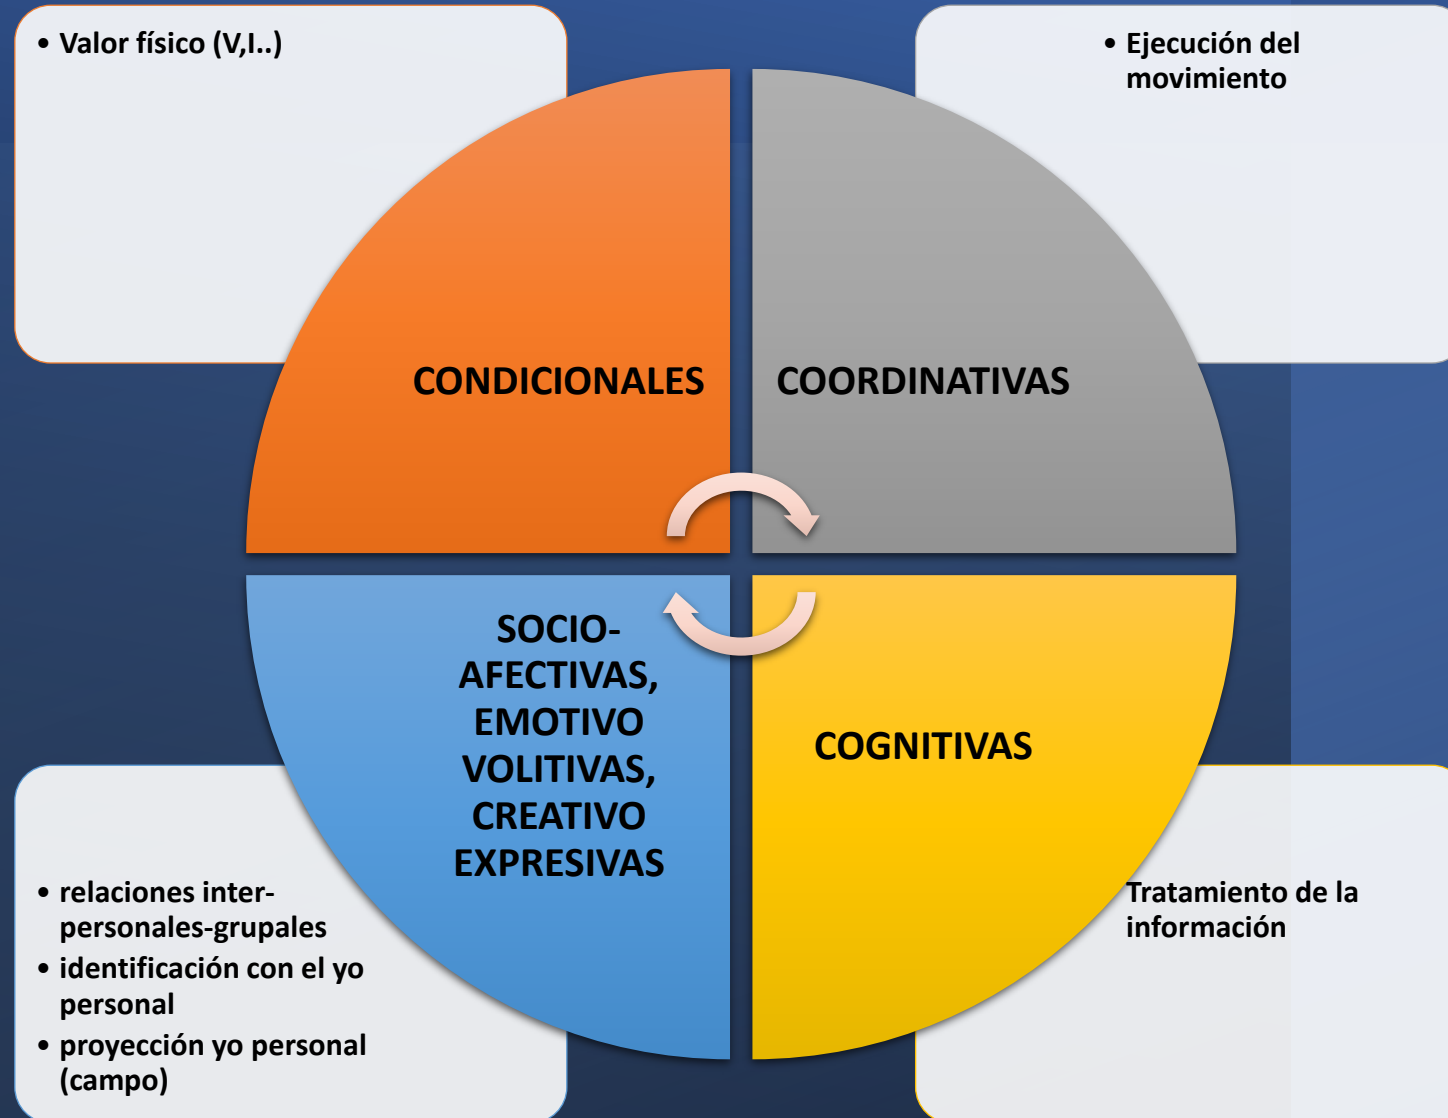 • Valor físico (V,I..)
• Ejecución del
movimiento
CONDICIONALES
COORDINATIVAS
SOCIO-
AFECTIVAS,
EMOTIVO
VOLITIVAS,
CREATIVO
EXPRESIVAS
COGNITIVAS
• relaciones inter-
personales-grupales
• identificación con el yo
personal
• proyección yo personal
(campo)
Tratamiento de la
información